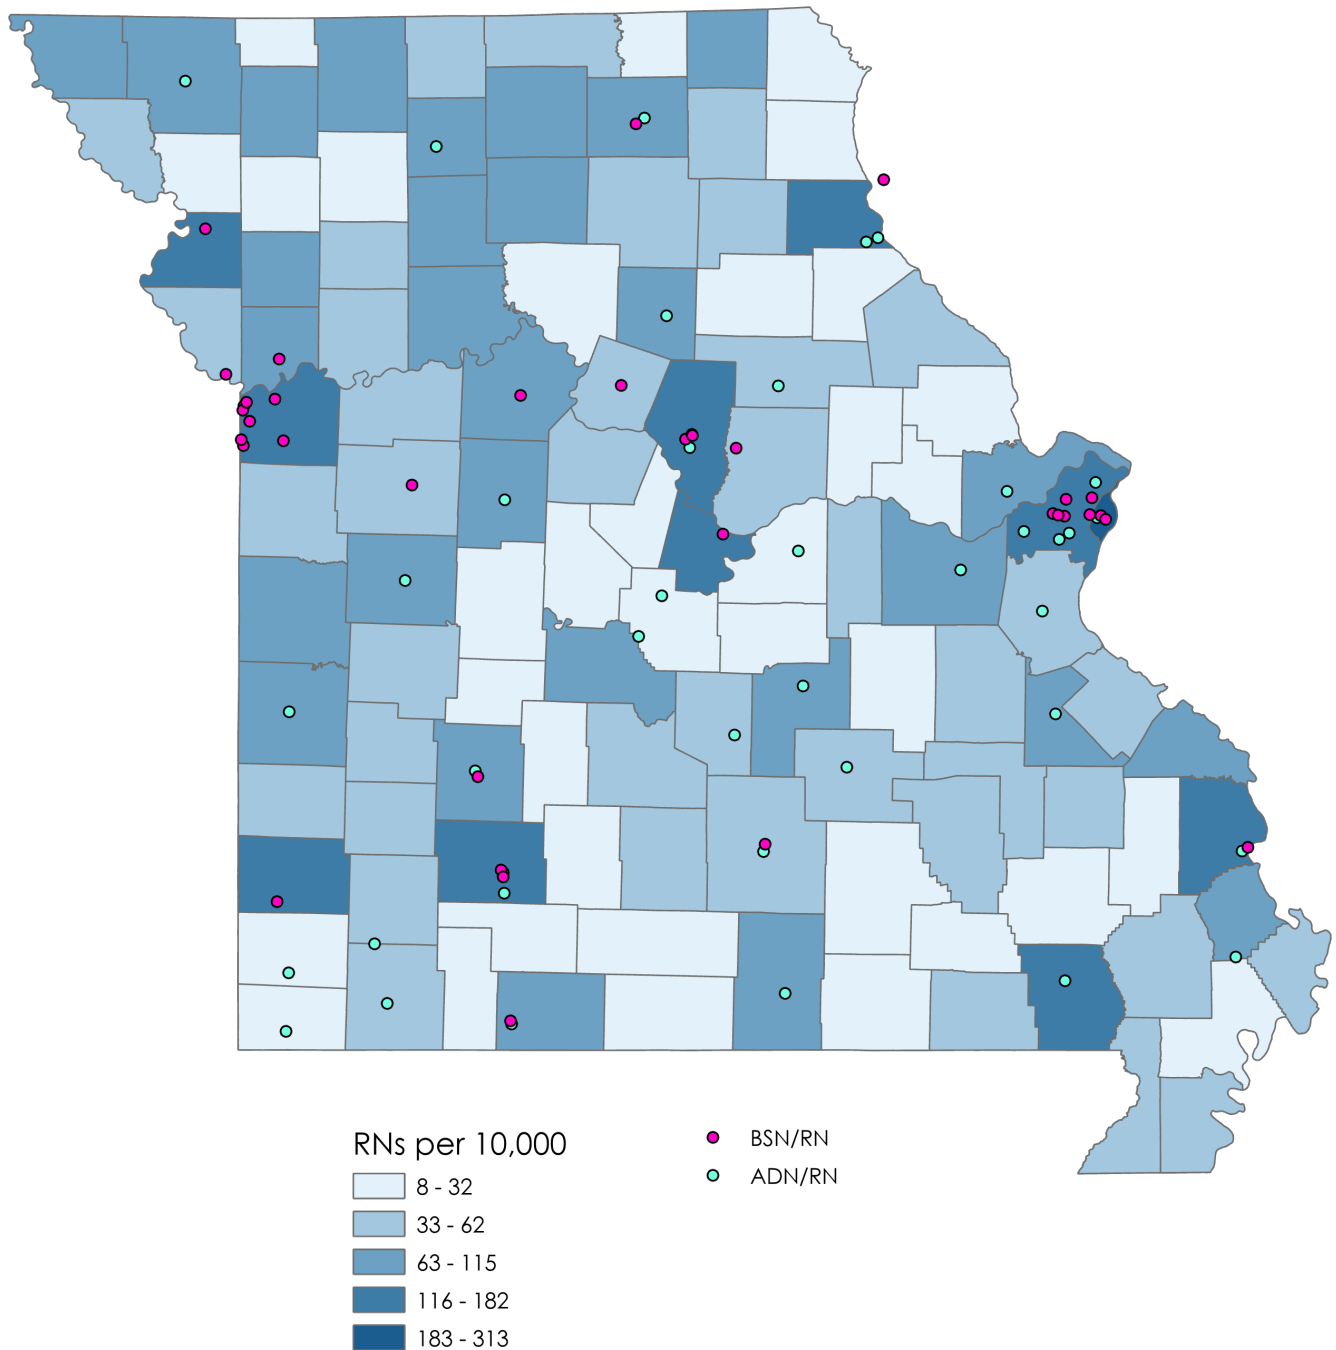 RNs per 10,000
8 - 32
33 - 62
63 - 115
116 - 182
183 - 313
BSN/RN
ADN/RN